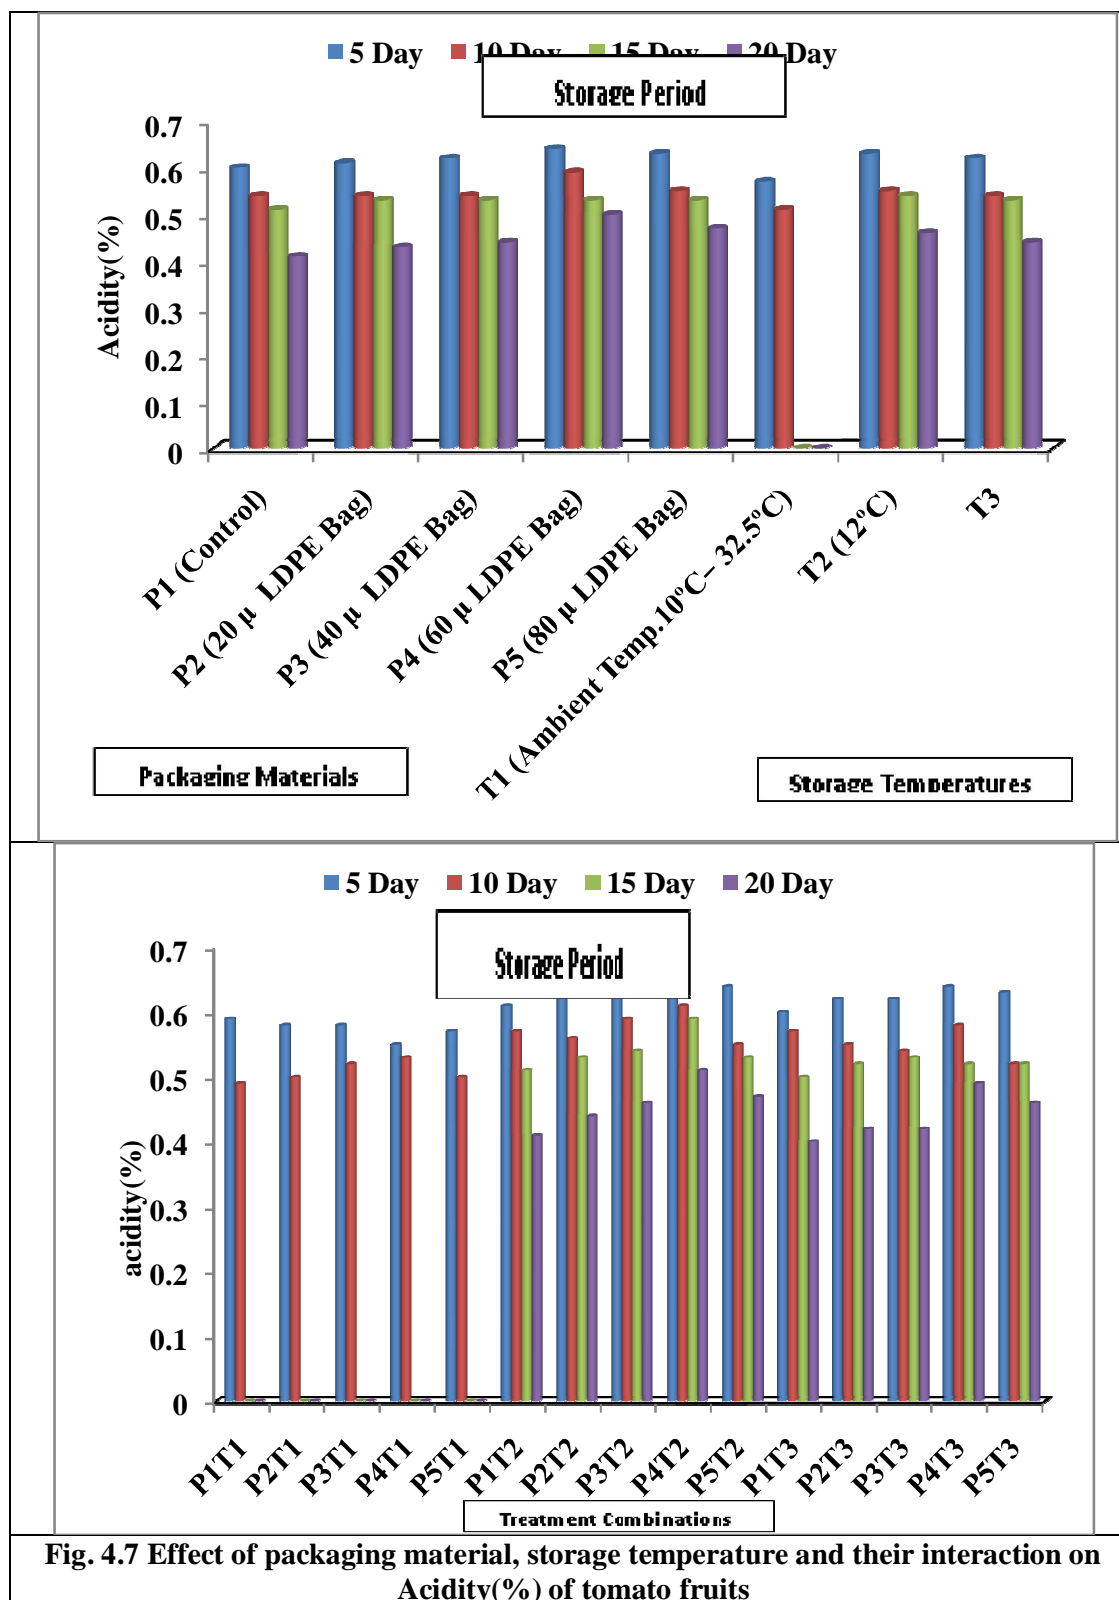 5 Day 10 Day 15 Day 20 Day
Storage Period
0.7
0.6
0.5
0.4
0.3
0.2
0.1
0
Acidity(%)
P1 (Control)
P2 (20 µ LDPE Bag)
P3 (40 µ LDPE Bag)
P4 (60 µ LDPE Bag)
P5 (80 µ LDPE Bag)
T1 (Ambient Temp.10ºC– 32.5ºC)
T2 (12ºC)
T3
Packaging Materials
Storage Temperatures
5 Day 10 Day 15 Day 20 Day
Storage Period
0.7
0.6
0.5
0.4
0.3
0.2
0.1
0
acidity(%)
P1T1
P2T1
P3T1
P4T1
P5T1
P1T2
P2T2
P3T2
P4T2
P5T2
P1T3
P2T3
P3T3
P4T3
P5T3
Treatment Combinations
Fig. 4.7 Effect of packaging material, storage temperature and their interaction on
Acidity(%) of tomato fruits